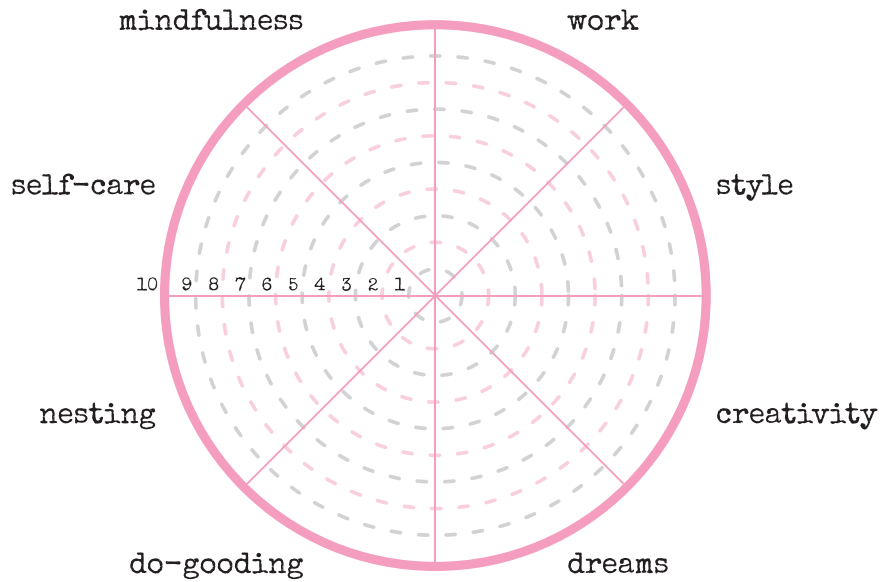 mindfulness
work
self-care
style
10 9 8 7 6 5 4 3 2 1
nesting
creativity
do-gooding
dreams